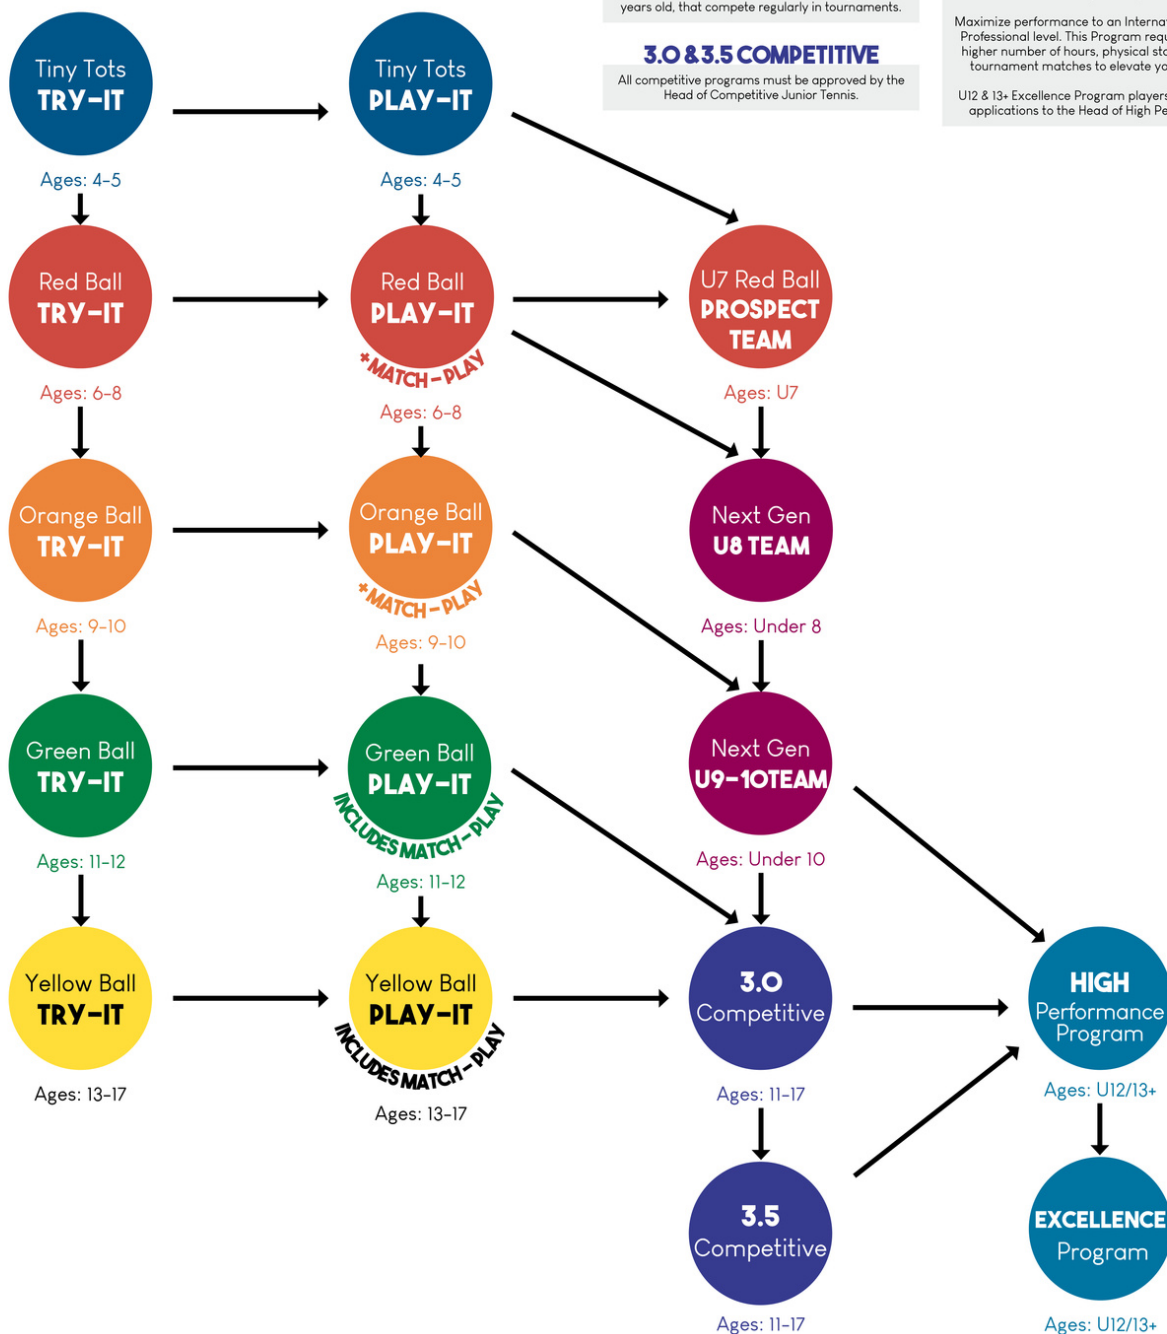 years old, that compete regularly in tournaments.
3.0 & 3.5 COMPETITIVE
All competitive programs must be approved by the
Head of Competitive Junior Tennis.
Maximize performance to an
Professional level. This Program
higher number of hours, physical
tournament matches to elevate
U12 & 13+ Excellence Program players
applications to the Head of High
Tiny Tots
TRY-IT
Ages: 4-5
Tiny Tots
PLAY-IT
Ages: 4-5
Red Ball
TRY-IT
Ages: 6-8
Red Ball
PLAY-IT
+ MATCH-PLAY
Ages: 6-8
U7 Red Ball
PROSPECT
TEAM
Ages: U7
Orange Ball
TRY-IT
Ages: 9-10
Orange Ball
PLAY-IT
+ MATCH-PLAY
Ages: 9-10
Next Gen
U8 TEAM
Ages: Under 8
Green Ball
TRY-IT
Ages: 11-12
Green Ball
PLAY-IT
INCLUDES MATCH-PLAY
Ages: 11-12
Next Gen
U9-10TEAM
Ages: Under 10
Yellow Ball
TRY-IT
Ages: 13-17
Yellow Ball
PLAY-IT
INCLUDES MATCH-PLAY
Ages: 13-17
3.0
Competitive
Ages: 11-17
HIGH
Performance
Program
Ages: U12/13+
3.5
Competitive
Ages: 11-17
EXCELLENCE
Program
Ages: U12/13+